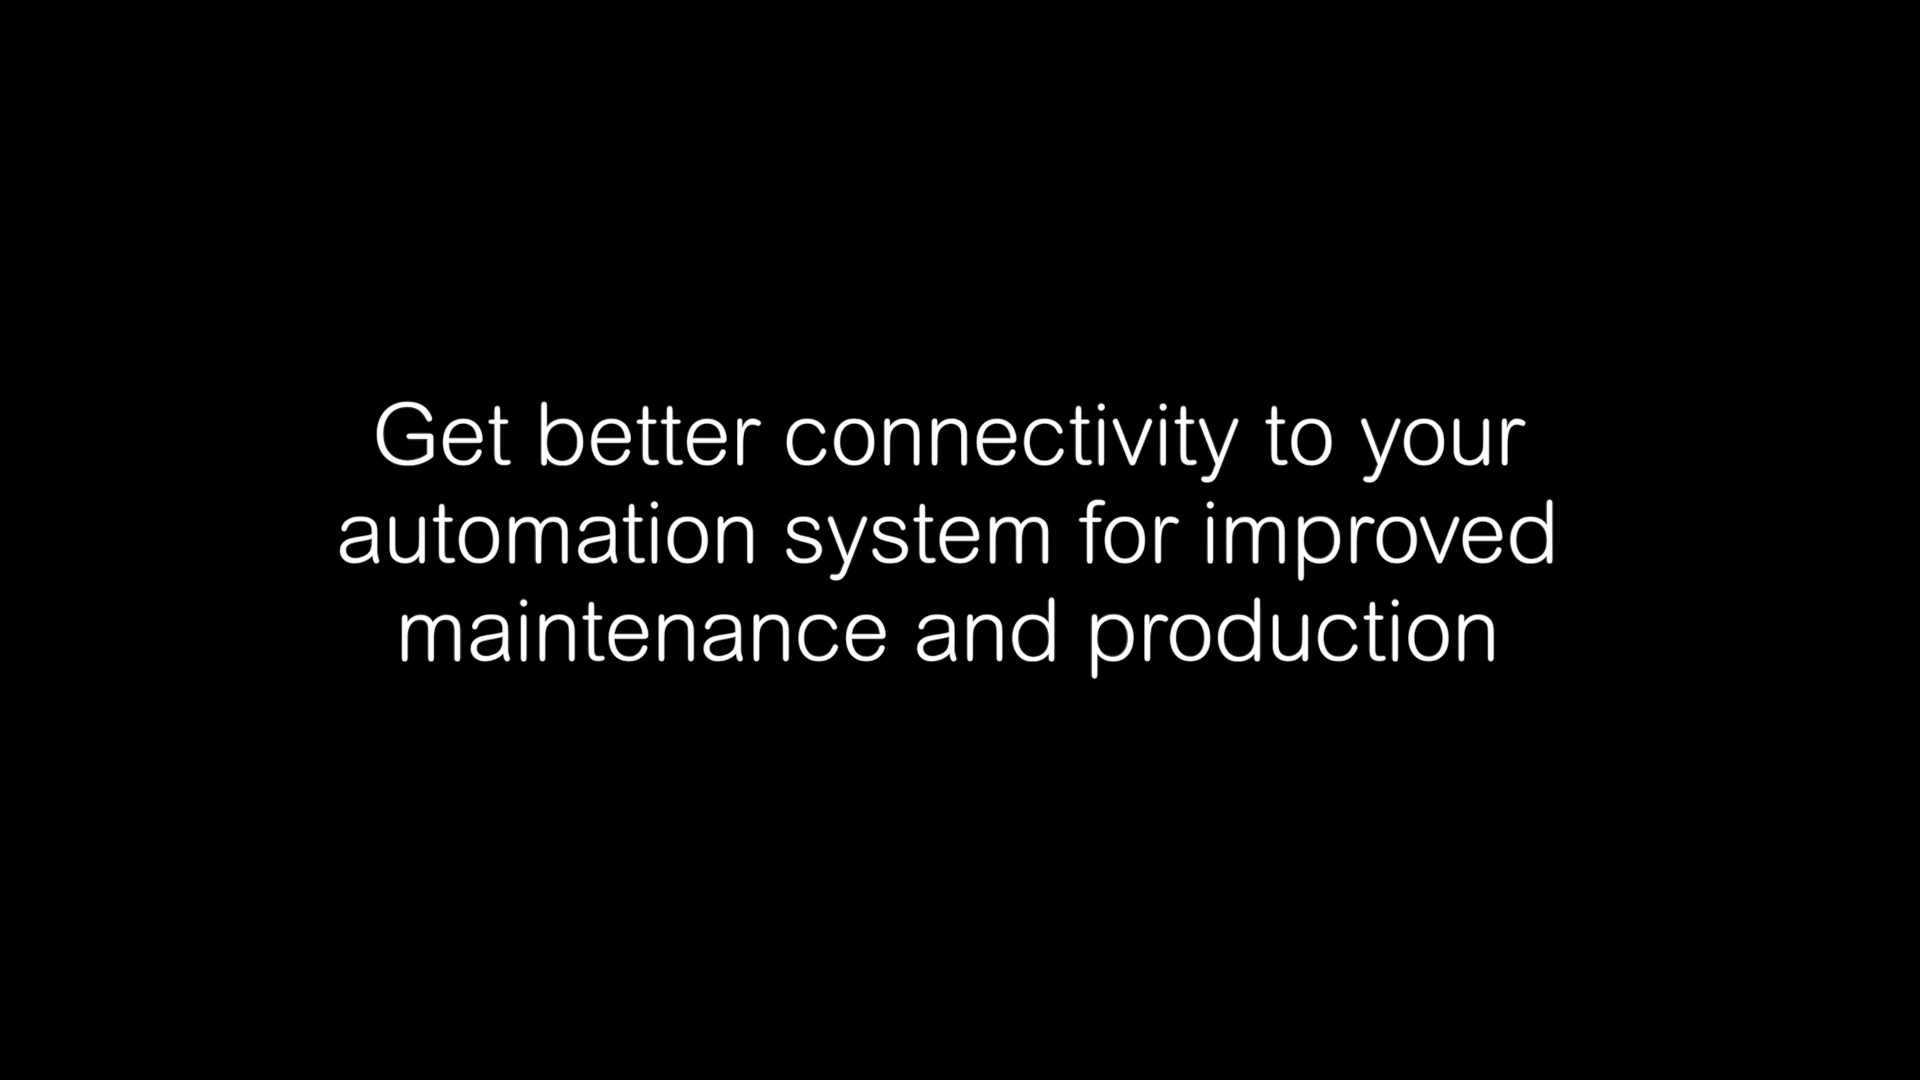 Get better connectivity to your
automation system for improved
maintenance and production